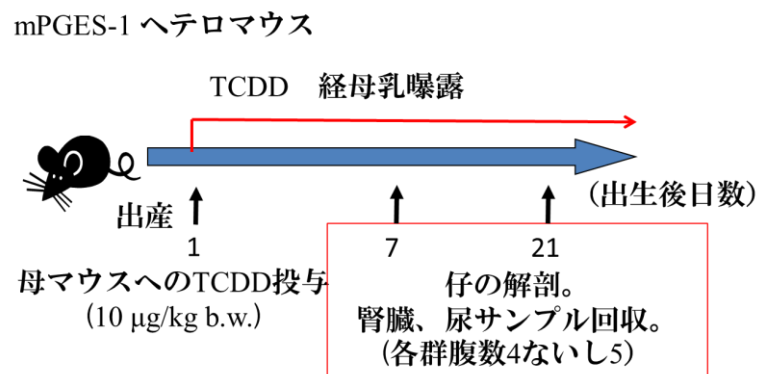 mPGES-1 ヘテロマウス
TCDD　経母乳曝露
(出生後日数)
出産
1
7
21
母マウスへのTCDD投与
(10 μg/kg b.w.)
仔の解剖。
腎臓、尿サンプル回収。
(各群腹数4ないし5)